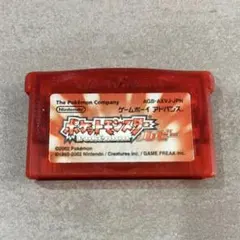 The Pokémon Company
AGB-AXVJ-JPN
Nintendo
ゲームボーイ アドバンス
ポケットモンスター
ルビー
©2002 Pokémon
©1995-2002 Nintendo / Creatures inc. / GAME FREAK inc.